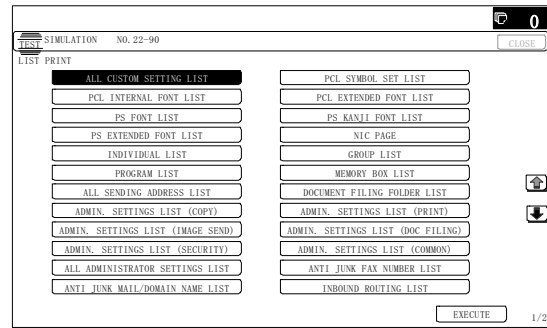 0
TEST SIMULATION NO. 22-90
CLOSE
LIST PRINT
ALL CUSTOM SETTING LIST PCL SYMBOL SET LIST
PCL INTERNAL FONT LIST PCL EXTENDED FONT LIST
PS FONT LIST PS KANJI FONT LIST
PS EXTENDED FONT LIST NIC PAGE
INDIVIDUAL LIST GROUP LIST
PROGRAM LIST MEMORY BOX LIST
ALL SENDING ADDRESS LIST DOCUMENT FILING FOLDER LIST
ADMIN. SETTINGS LIST (COPY) ADMIN. SETTINGS LIST (PRINT)
ADMIN. SETTINGS LIST (IMAGE SEND) ADMIN. SETTINGS LIST (DOC FILING)
ADMIN. SETTINGS LIST (SECURITY) ADMIN. SETTINGS LIST (COMMON)
ALL ADMINISTRATOR SETTINGS LIST ANTI JUNK FAX NUMBER LIST
ANTI JUNK MAIL/DOMAIN NAME LIST INBOUND ROUTING LIST
EXECUTE 1/2